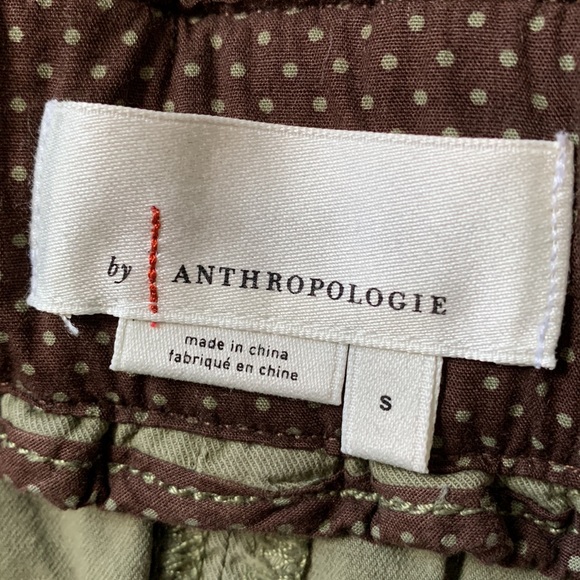 by ANTHROPOLOGIE
made in china
fabriqué en chine
S